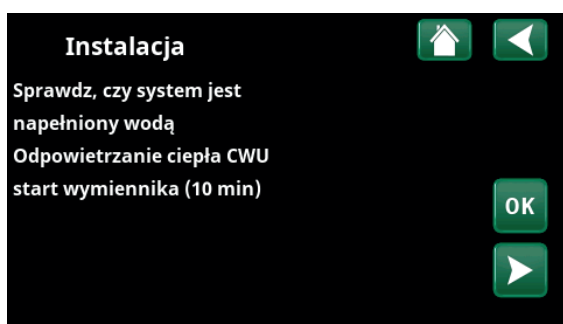 Instalacja
Sprawdz, czy system jest
napełniony wodą
Odpowietrzanie ciepła CWU
start wymiennika (10 min)
OK